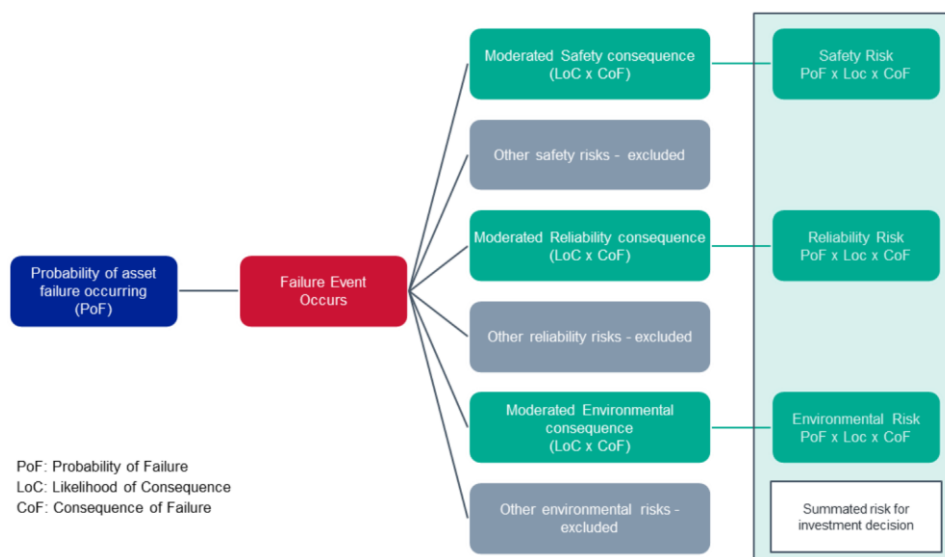 Moderated Safety consequence
(LoC x CoF)
Safety Risk
PoF x Loc x CoF
Other safety risks - excluded
Moderated Reliability consequence
(LoC x CoF)
Reliability Risk
PoF x Loc x CoF
Probability of asset
failure occurring
(PoF)
Failure Event
Occurs
Other reliability risks - excluded
Moderated Environmental
consequence
(LoC x CoF)
Environmental Risk
PoF x Loc x CoF
PoF: Probability of Failure
LoC: Likelihood of Consequence
CoF: Consequence of Failure
Other environmental risks -
excluded
Summated risk for
investment decision